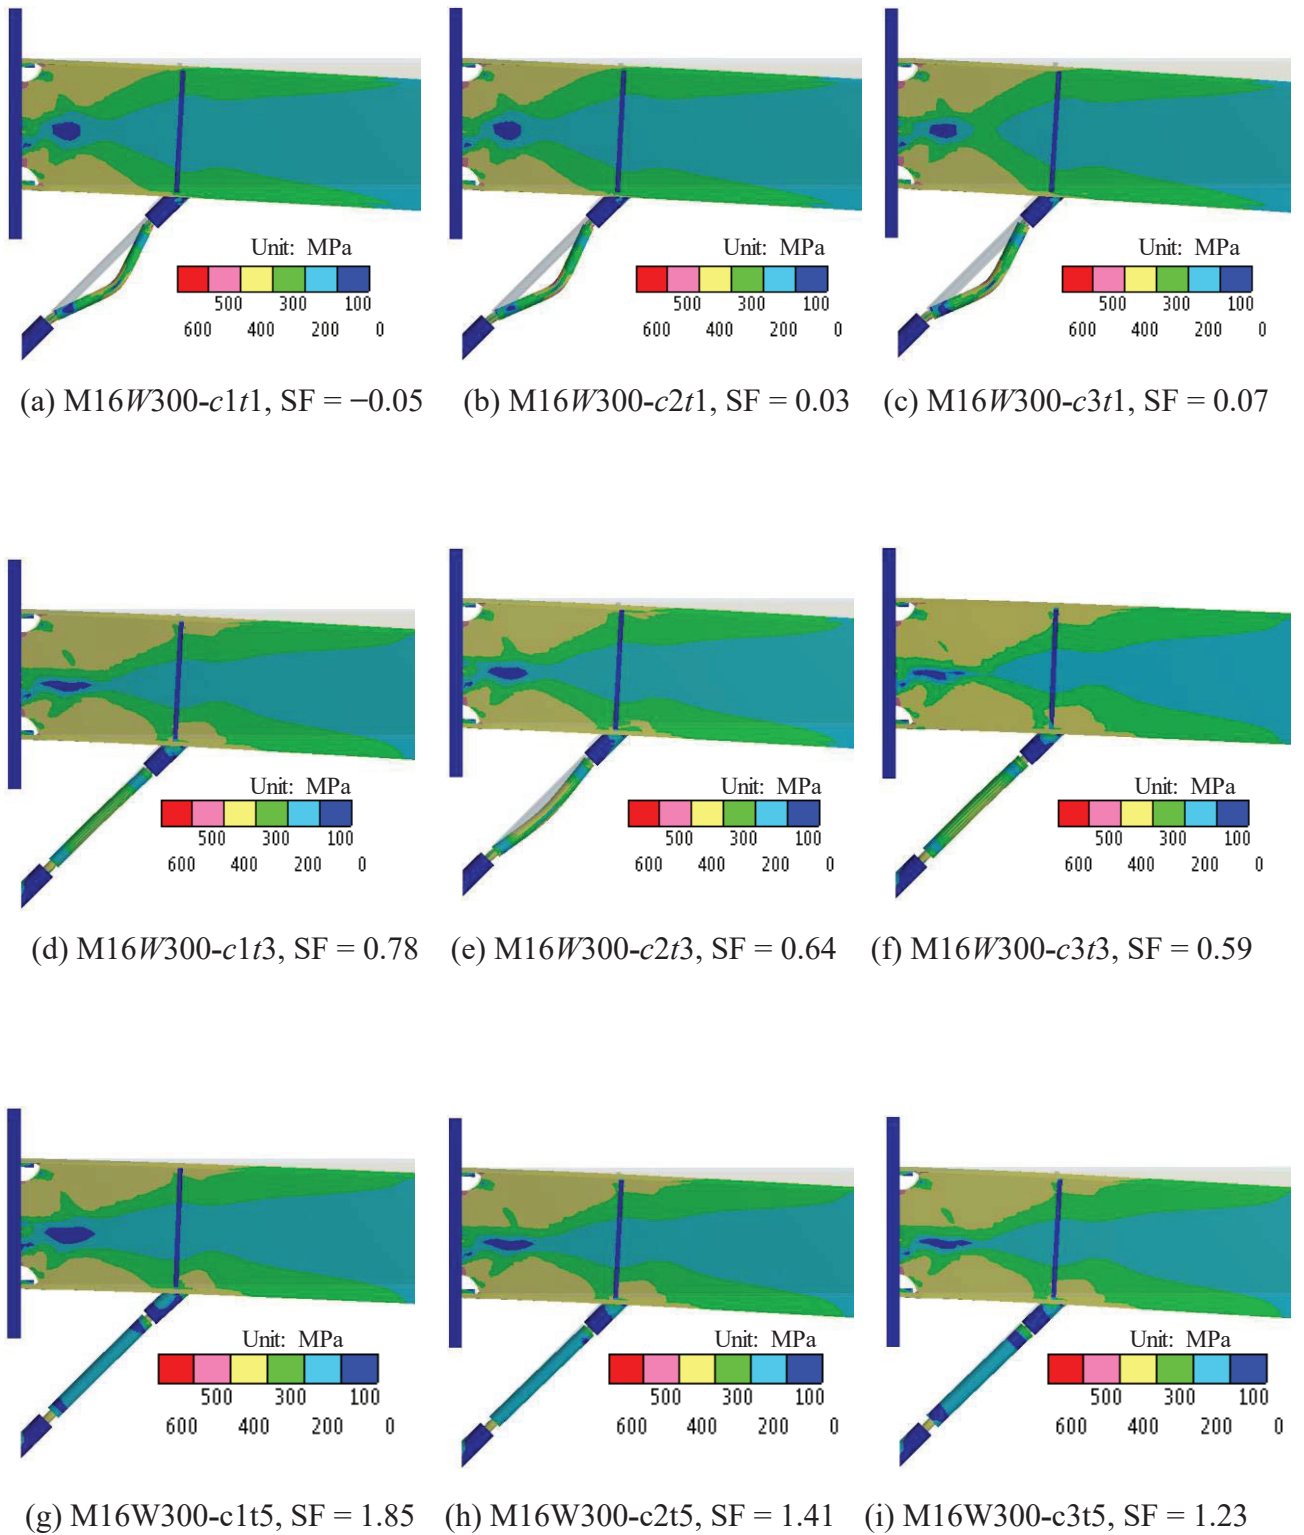 Unit: MPa
500 300 100
600 400 200 0
Unit: MPa
500 300 100
600 400 200 0
Unit: MPa
500 300 100
600 400 200 0
(a) M16W300-c1t1, SF = −0.05
(b) M16W300-c2t1, SF = 0.03
(c) M16W300-c3t1, SF = 0.07
Unit: MPa
500 300 100
600 400 200 0
Unit: MPa
500 300 100
600 400 200 0
Unit: MPa
500 300 100
600 400 200 0
(d) M16W300-c1t3, SF = 0.78
(e) M16W300-c2t3, SF = 0.64
(f) M16W300-c3t3, SF = 0.59
Unit: MPa
500 300 100
600 400 200 0
Unit: MPa
500 300 100
600 400 200 0
Unit: MPa
500 300 100
600 400 200 0
(g) M16W300-c1t5, SF = 1.85
(h) M16W300-c2t5, SF = 1.41
(i) M16W300-c3t5, SF = 1.23